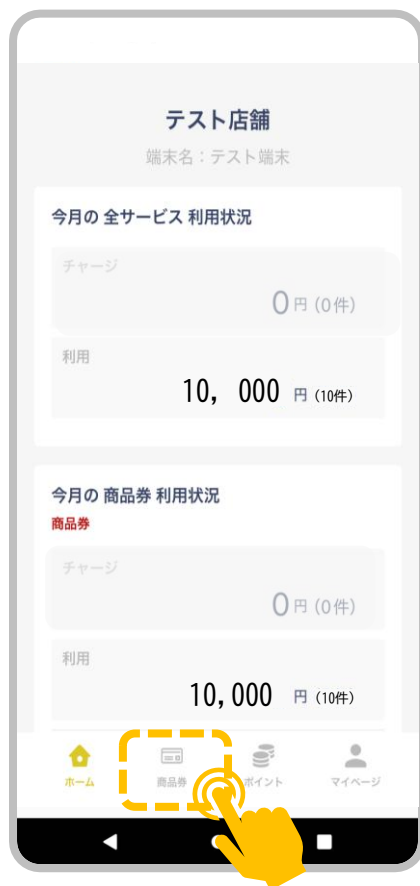 テスト店舗
端末名：テスト端末
今月の 全サービス 利用状況
チャージ
0円 (0件)
利用
10, 000 円 (10件)
今月の 商品券 利用状況
商品券
チャージ
0円 (0件)
利用
10,000 円 (10件)
ホーム 商品券 ポイント マイページ